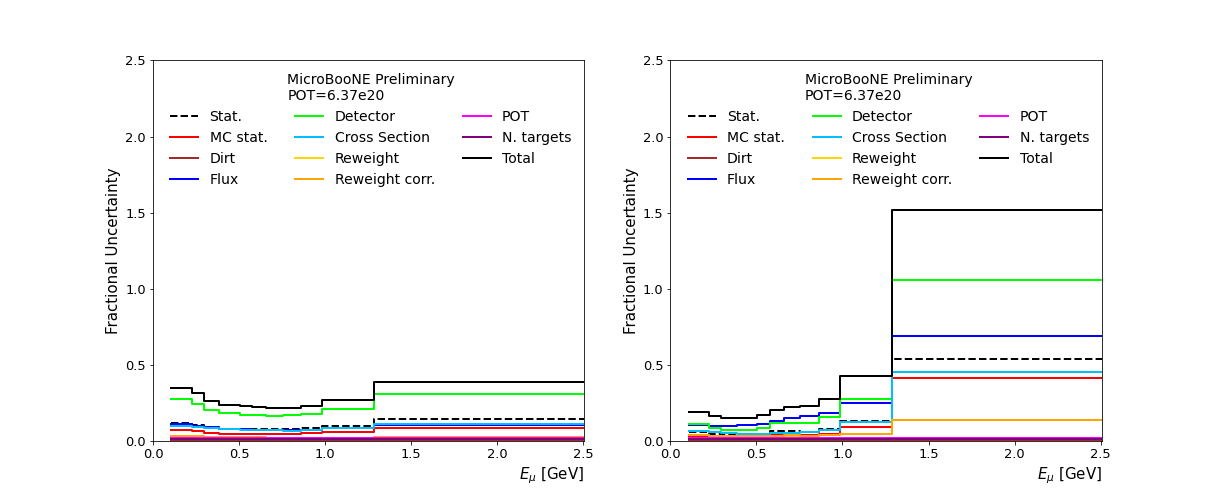 MicroBooNE Preliminary
POT=6.37e20
Stat.
MC stat.
Dirt
Flux
Detector
Cross Section
Reweight
Reweight corr.
POT
N. targets
Total
Fractional Uncertainty
2.5
2.0
1.5
1.0
0.5
0.0
0.0 0.5 1.0 1.5 2.0 2.5
E_μ [GeV]
MicroBooNE Preliminary
POT=6.37e20
Stat.
MC stat.
Dirt
Flux
Detector
Cross Section
Reweight
Reweight corr.
POT
N. targets
Total
Fractional Uncertainty
2.5
2.0
1.5
1.0
0.5
0.0
0.0 0.5 1.0 1.5 2.0 2.5
E_μ [GeV]